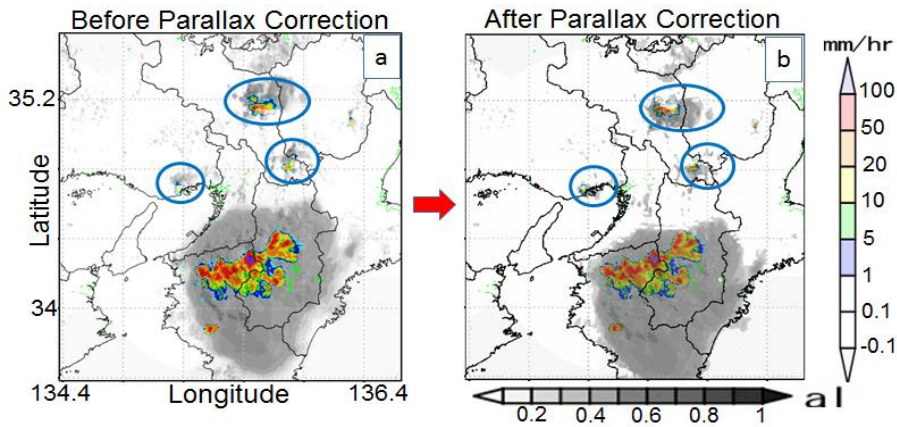 Before Parallax Correction
After Parallax Correction
a
b
mm/hr
100
50
20
10
5
1
0.1
-0.1
35.2
34
Latitude
134.4
Longitude
136.4
0.2
0.4
0.6
0.8
1
al